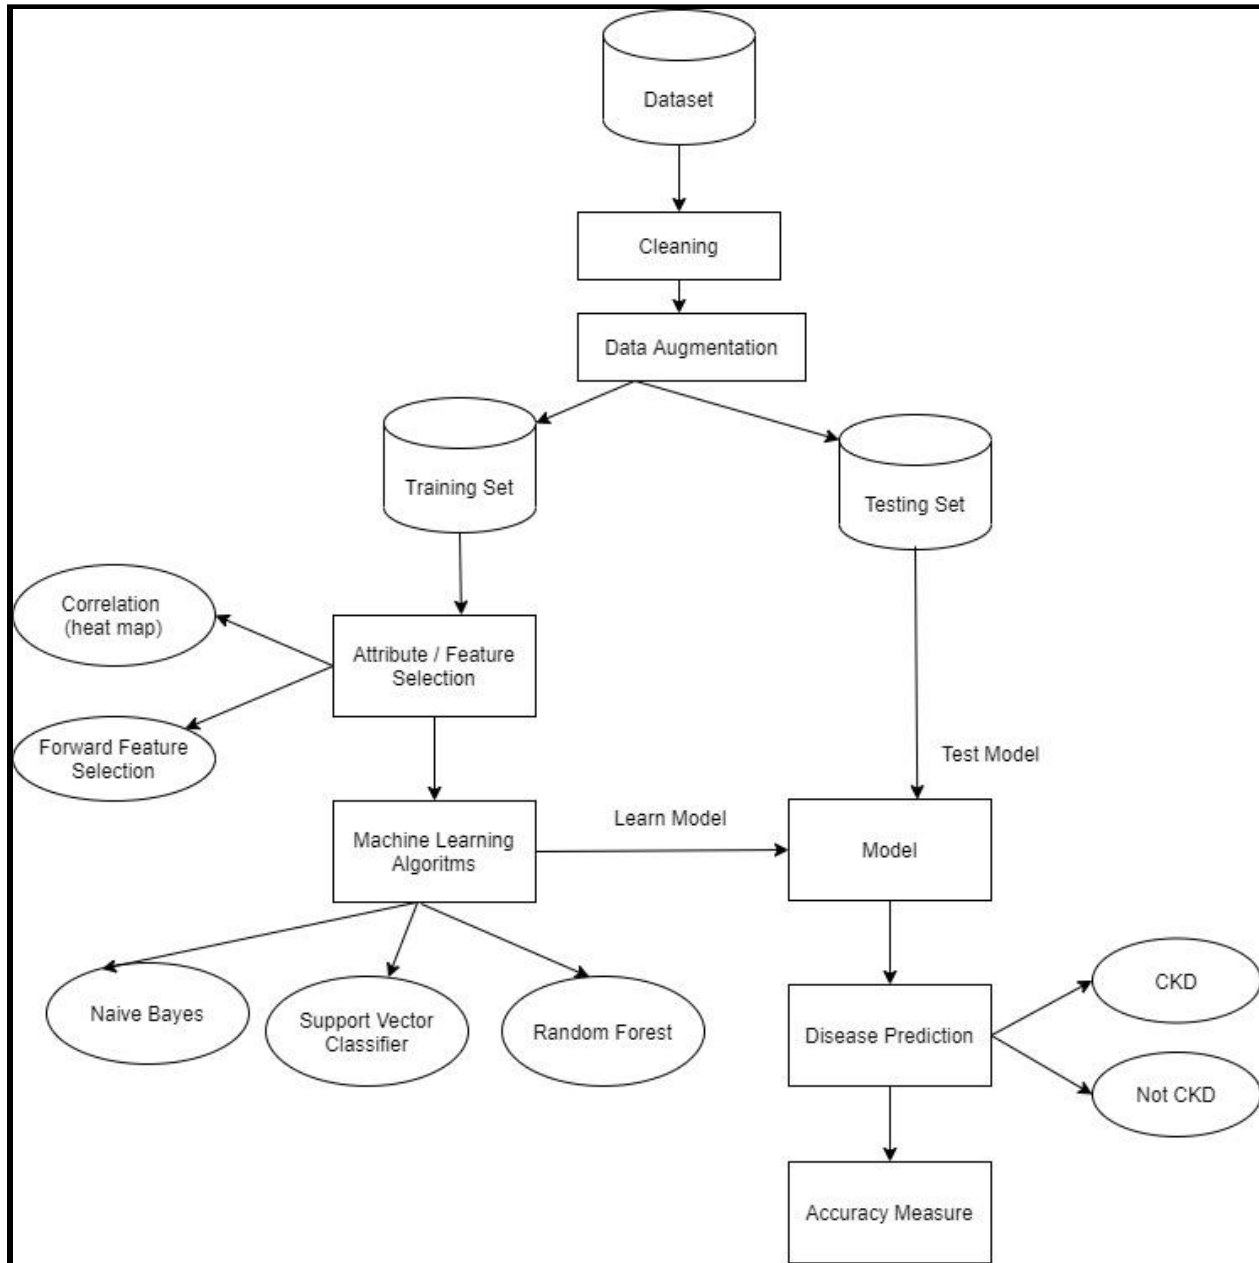 Dataset
Cleaning
Data Augmentation
Training Set
Testing Set
Correlation
(heat map)
Attribute / Feature
Selection
Forward Feature
Selection
Test Model
Learn Model
Machine Learning
Algoritms
Model
Naive Bayes
Support Vector
Classifier
Random Forest
Disease Prediction
CKD
Not CKD
Accuracy Measure